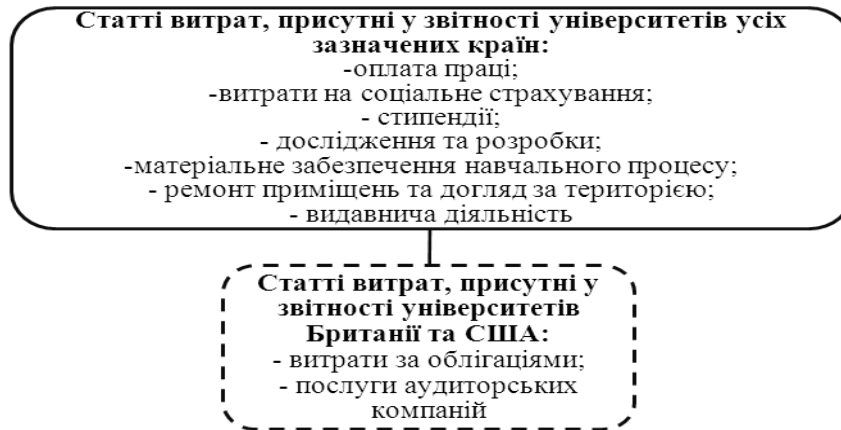 Статті витрат, присутні у звітності університетів усіх
зазначених країн:
-оплата праці;
-витрати на соціальне страхування;
- стипендії;
- дослідження та розробки;
-матеріальне забезпечення навчального процесу;
- ремонт приміщень та догляд за територією;
- видавнича діяльність
Статті витрат, присутні у
звітності університетів
Британії та США:
- витрати за облігаціями;
- послуги аудиторських
компаній